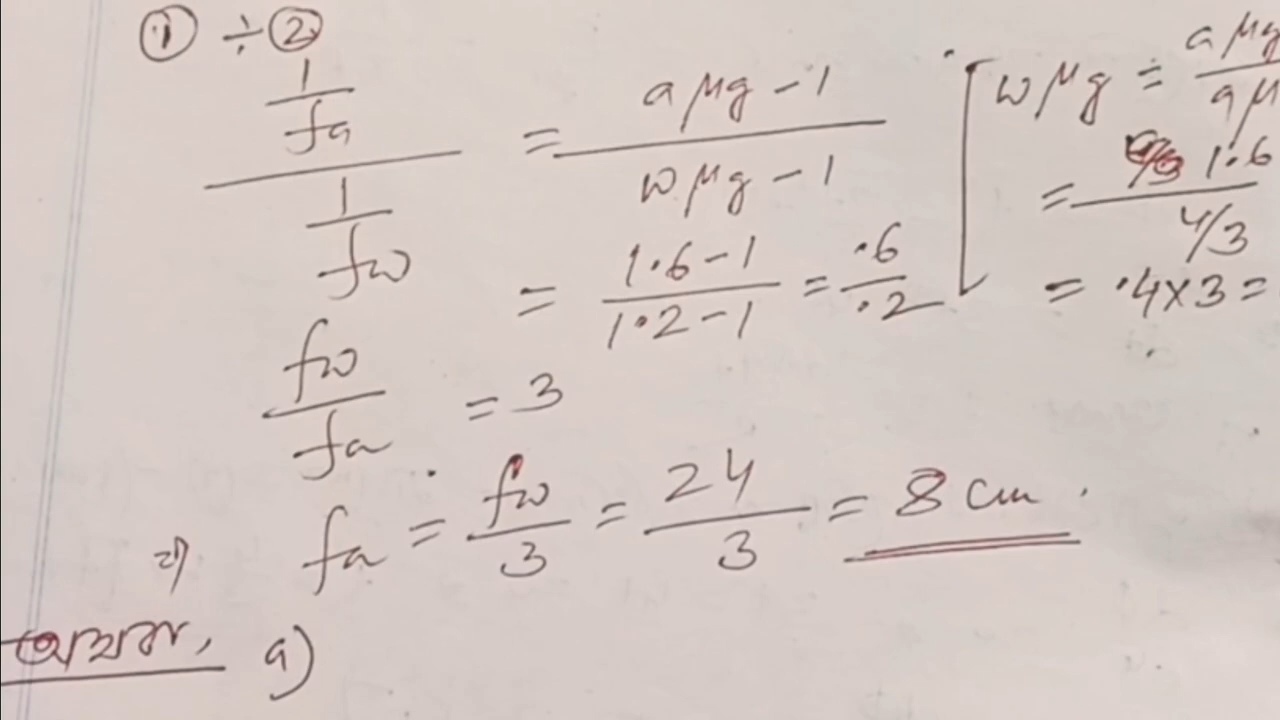 ① ÷ ②
1/fa / 1/fw = aμg - 1 / wμg - 1
= 1.6 - 1 / 1.2 - 1 = .6 / .2
[ wμg = aμg / aμ
= 1.6 / 4/3
= .4 x 3 =
fw / fa = 3
⇒) fa = fw / 3 = 24 / 3 = 8 cm.
a)